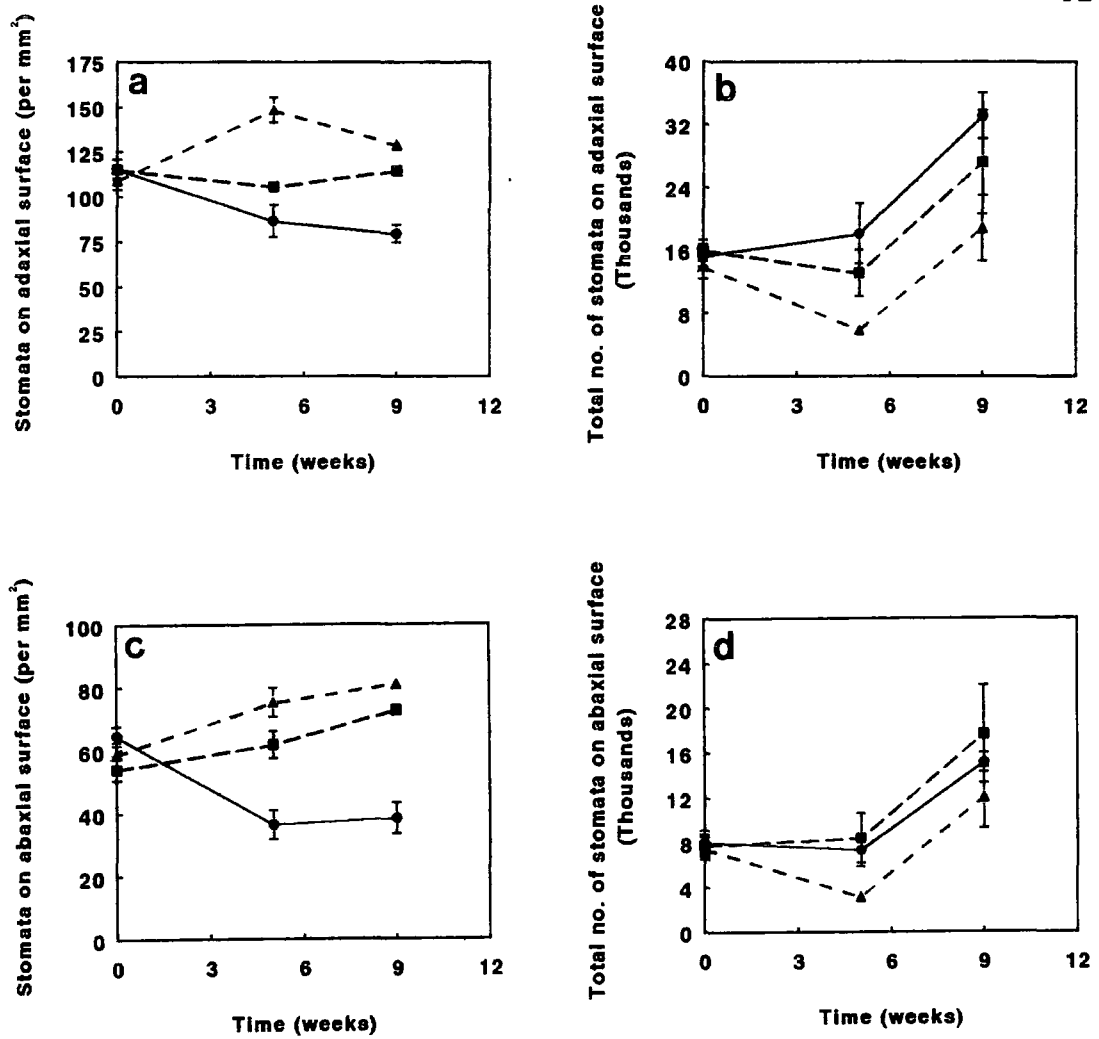 Stomata on adaxial surface (per mm²)
a
175
150
125
100
75
50
25
0
0 3 6 9 12
Time (weeks)
Total no. of stomata on adaxial surface
(Thousands)
b
40
32
24
16
8
0
0 3 6 9 12
Time (weeks)
Stomata on abaxial surface (per mm²)
c
100
80
60
40
20
0
0 3 6 9 12
Time (weeks)
Total no. of stomata on abaxial surface
(Thousands)
d
28
24
20
16
12
8
4
0
0 3 6 9 12
Time (weeks)